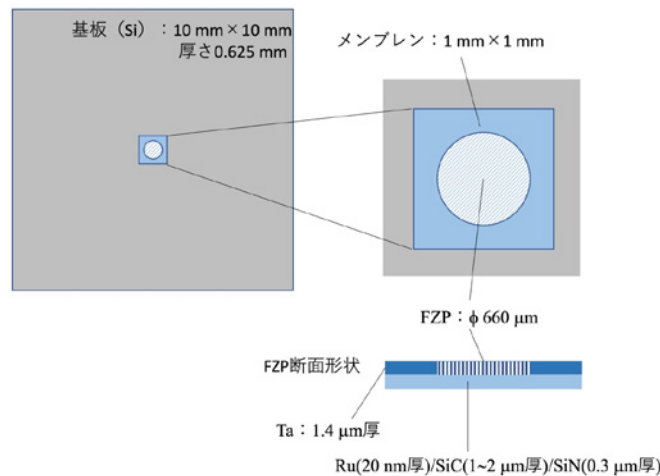 基板（Si）：10 mm×10 mm
厚さ0.625 mm
メンブレン：1 mm×1 mm
FZP：ϕ 660 μm
FZP断面形状
Ta：1.4 μm厚
Ru(20 nm厚)/SiC(1~2 μm厚)/SiN(0.3 μm厚)